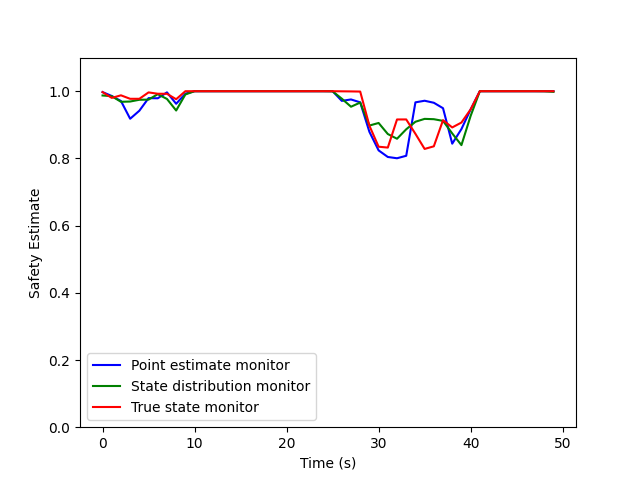 1.0
0.8
0.6
0.4
0.2
0.0
Safety Estimate
Point estimate monitor
State distribution monitor
True state monitor
0 10 20 30 40 50
Time (s)